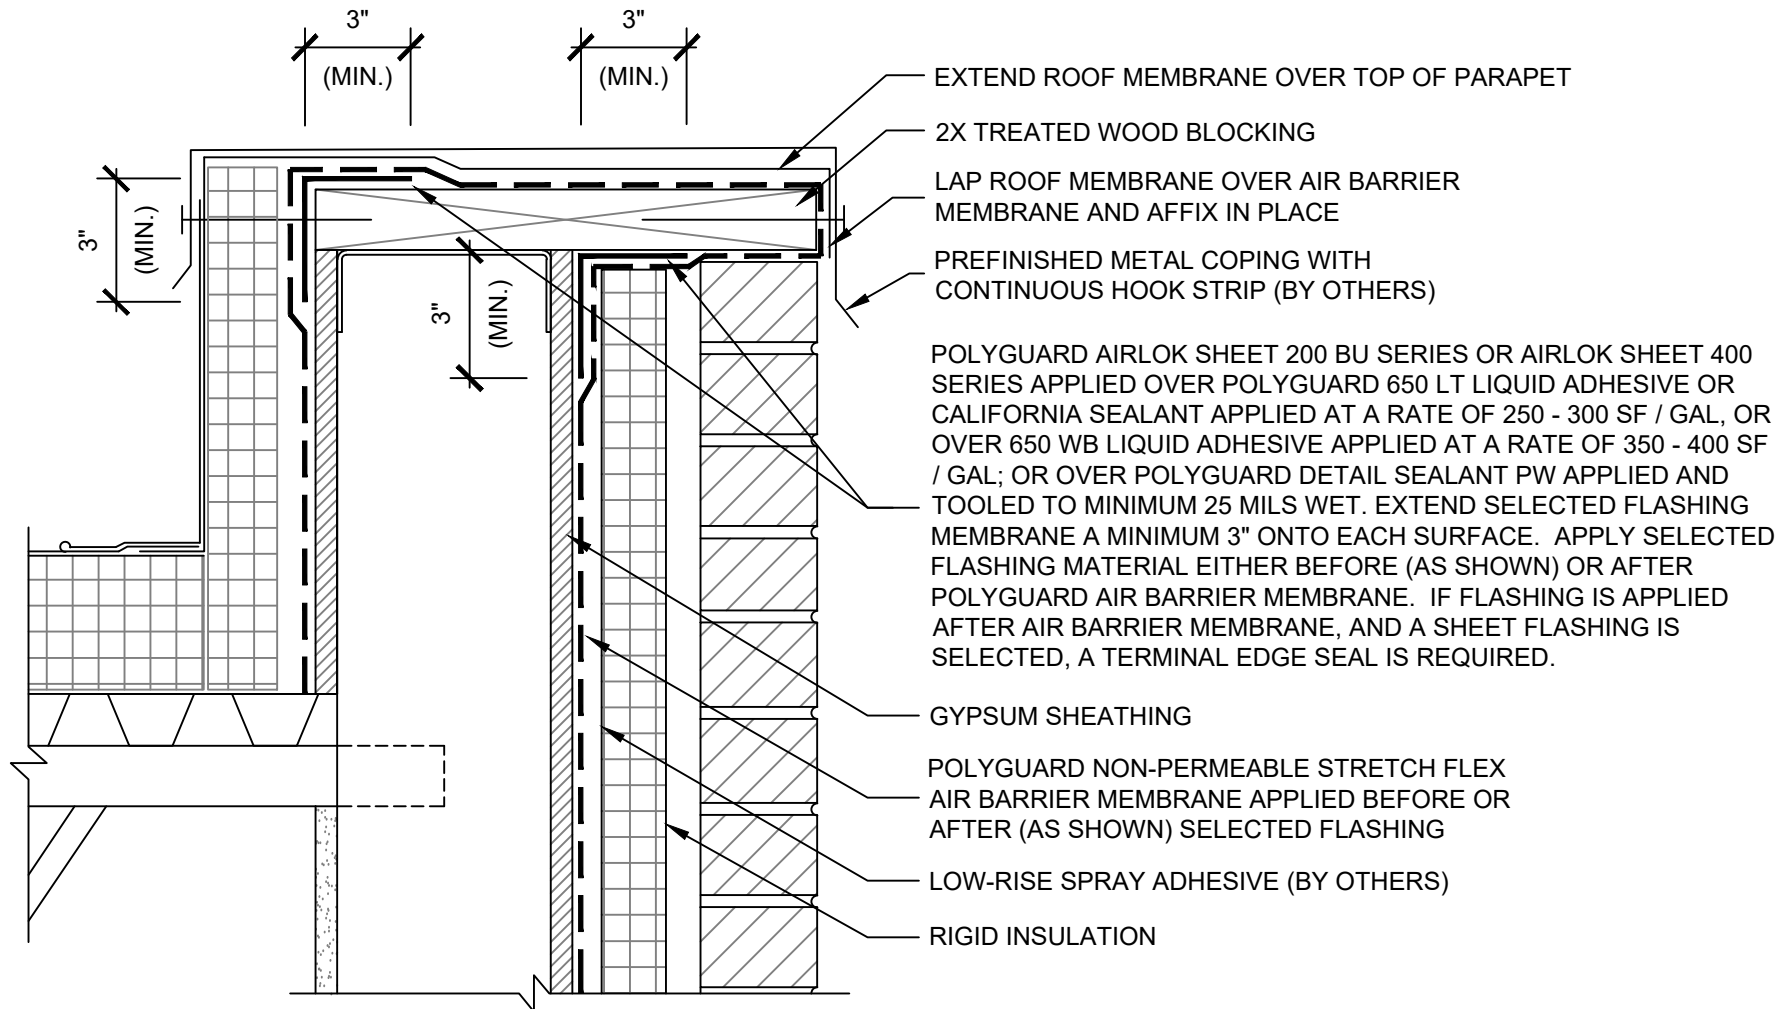 3"
(MIN.)
3"
(MIN.)
3"
(MIN.)
3"
(MIN.)
EXTEND ROOF MEMBRANE OVER TOP OF PARAPET
2X TREATED WOOD BLOCKING
LAP ROOF MEMBRANE OVER AIR BARRIER
MEMBRANE AND AFFIX IN PLACE
PREFINISHED METAL COPING WITH
CONTINUOUS HOOK STRIP (BY OTHERS)
POLYGUARD AIRLOK SHEET 200 BU SERIES OR AIRLOK SHEET 400
SERIES APPLIED OVER POLYGUARD 650 LT LIQUID ADHESIVE OR
CALIFORNIA SEALANT APPLIED AT A RATE OF 250 - 300 SF / GAL, OR
OVER 650 WB LIQUID ADHESIVE APPLIED AT A RATE OF 350 - 400 SF
/ GAL; OR OVER POLYGUARD DETAIL SEALANT PW APPLIED AND
TOOLED TO MINIMUM 25 MILS WET. EXTEND SELECTED FLASHING
MEMBRANE A MINIMUM 3" ONTO EACH SURFACE. APPLY SELECTED
FLASHING MATERIAL EITHER BEFORE (AS SHOWN) OR AFTER
POLYGUARD AIR BARRIER MEMBRANE. IF FLASHING IS APPLIED
AFTER AIR BARRIER MEMBRANE, AND A SHEET FLASHING IS
SELECTED, A TERMINAL EDGE SEAL IS REQUIRED.
GYPSUM SHEATHING
POLYGUARD NON-PERMEABLE STRETCH FLEX
AIR BARRIER MEMBRANE APPLIED BEFORE OR
AFTER (AS SHOWN) SELECTED FLASHING
LOW-RISE SPRAY ADHESIVE (BY OTHERS)
RIGID INSULATION